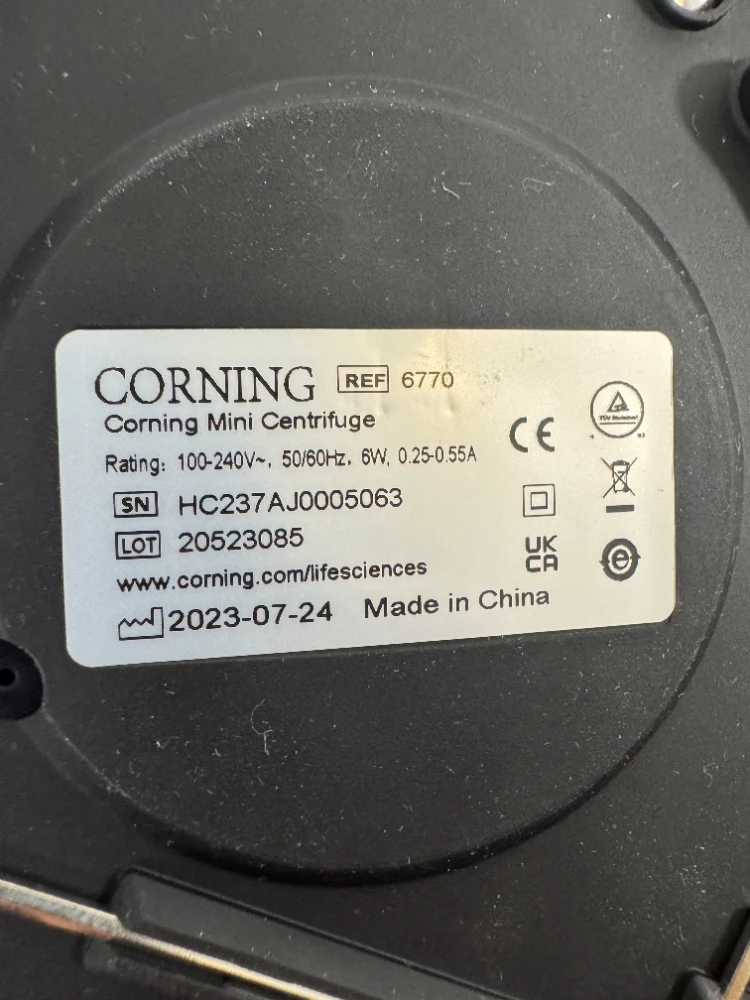 CORNING REF 6770
Corning Mini Centrifuge
Rating: 100-240V~, 50/60Hz, 6W, 0.25-0.55A
CE
SN HC237AJ0005063
LOT 20523085
UK
CA
www.corning.com/lifesciences
2023-07-24 Made in China